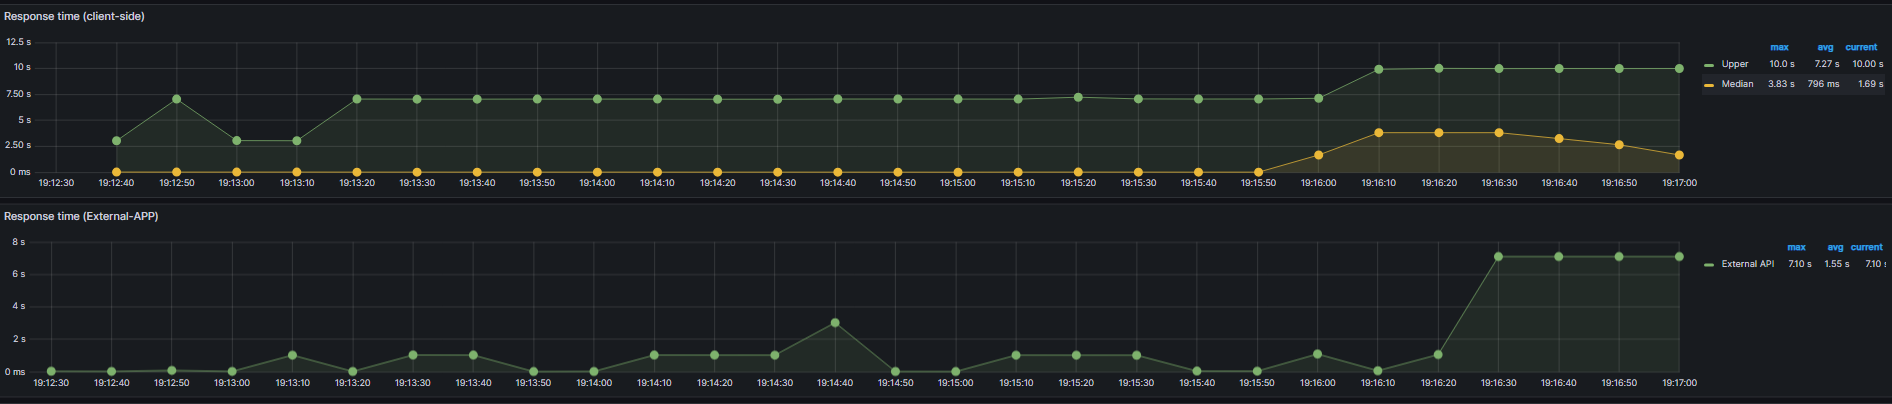 Response time (client-side)
12.5 s
10 s
7.50 s
5 s
2.50 s
0 ms
19:12:30 19:12:40 19:12:50 19:13:00 19:13:10 19:13:20 19:13:30 19:13:40 19:13:50 19:14:00 19:14:10 19:14:20 19:14:30 19:14:40 19:14:50 19:15:00 19:15:10 19:15:20 19:15:30 19:15:40 19:15:50 19:16:00 19:16:10 19:16:20 19:16:30 19:16:40 19:16:50 19:17:00
max avg current
Upper 10.0 s 7.27 s 10.00 s
Median 3.83 s 796 ms 1.69 s
Response time (External-APP)
8 s
6 s
4 s
2 s
0 ms
19:12:30 19:12:40 19:12:50 19:13:00 19:13:10 19:13:20 19:13:30 19:13:40 19:13:50 19:14:00 19:14:10 19:14:20 19:14:30 19:14:40 19:14:50 19:15:00 19:15:10 19:15:20 19:15:30 19:15:40 19:15:50 19:16:00 19:16:10 19:16:20 19:16:30 19:16:40 19:16:50 19:17:00
max avg current
External API 7.10 s 1.55 s 7.10 s